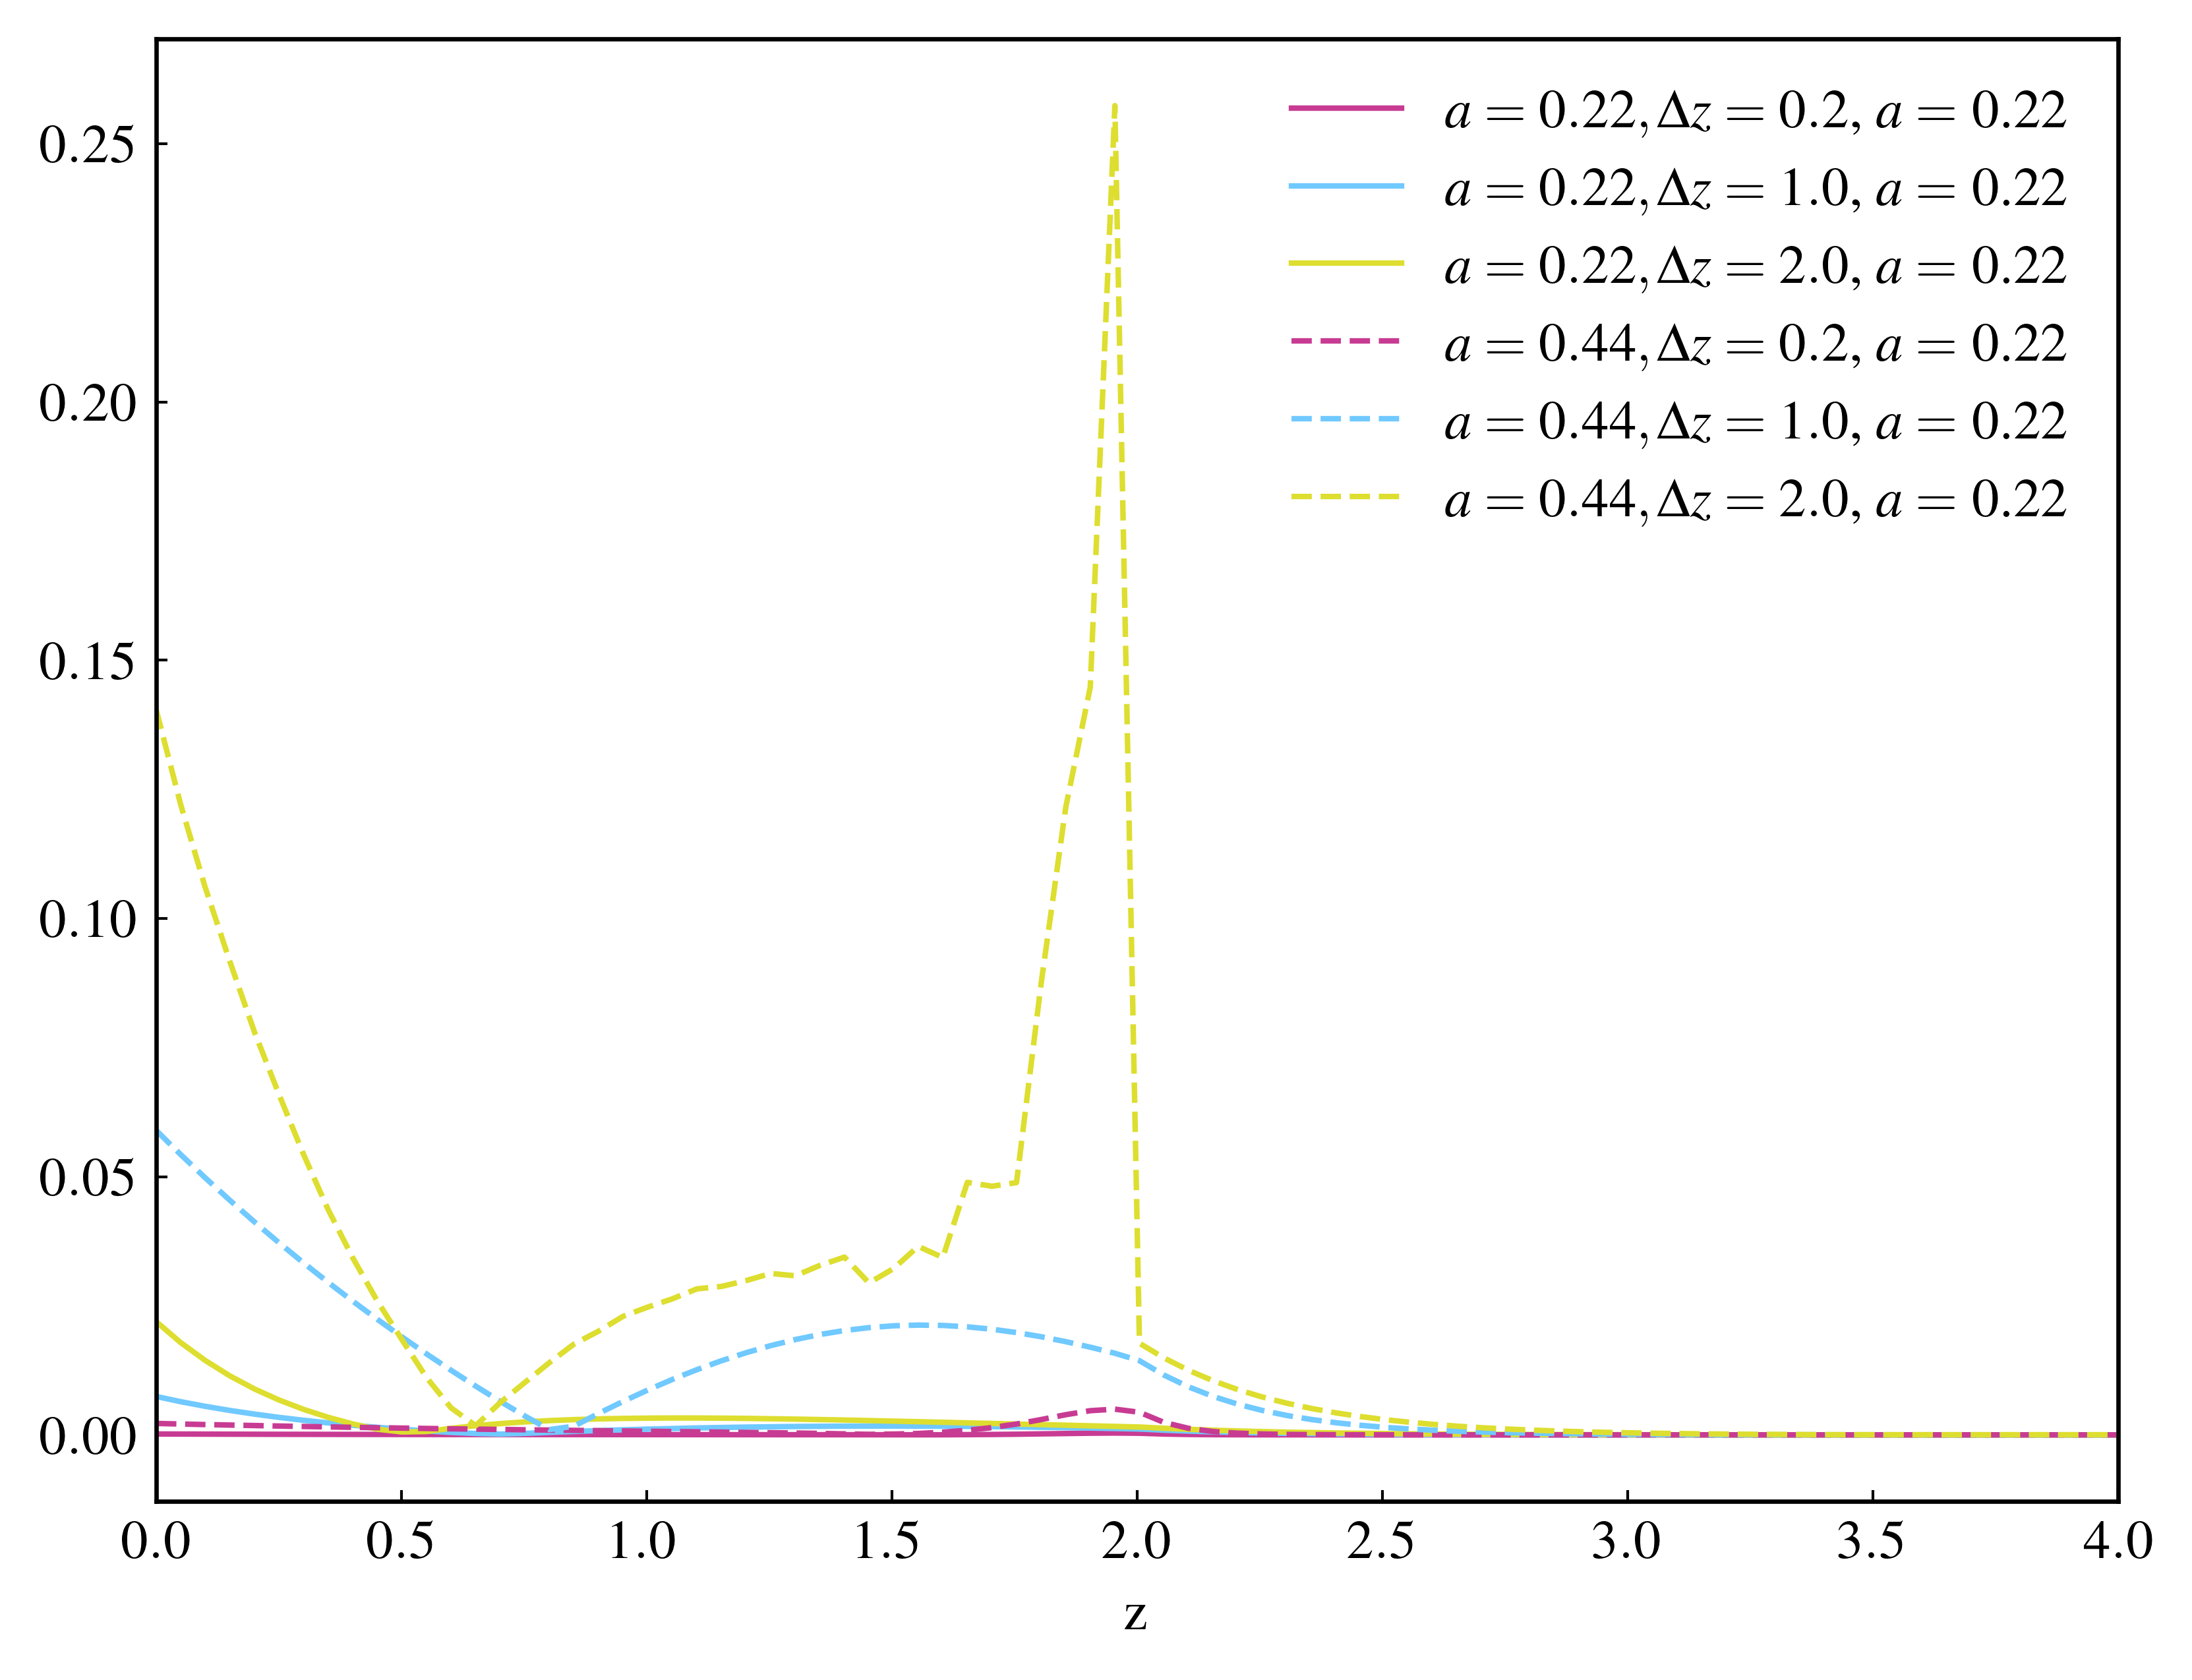 0.25
0.20
0.15
0.10
0.05
0.00
a = 0.22, Δz = 0.2, a = 0.22
a = 0.22, Δz = 1.0, a = 0.22
a = 0.22, Δz = 2.0, a = 0.22
a = 0.44, Δz = 0.2, a = 0.22
a = 0.44, Δz = 1.0, a = 0.22
a = 0.44, Δz = 2.0, a = 0.22
0.0 0.5 1.0 1.5 2.0 2.5 3.0 3.5 4.0
z